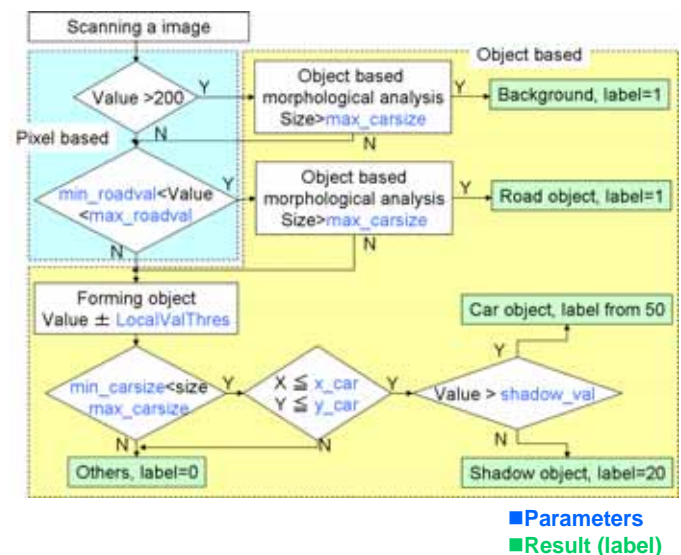 Scanning a image
Object based
Value >200
Y
Object based
morphological analysis
Size>max_carsize
Y
Background, label=1
Pixel based
N
N
min_roadval<Value
<max_roadval
Y
Object based
morphological analysis
Size>max_carsize
Y
Road object, label=1
N
N
Forming object
Value ± LocalValThres
Car object, label from 50
Y
min_carsize<size
max_carsize
Y
X ≦ x_car
Y ≦ y_car
Y
Value > shadow_val
N
N
N
Others, label=0
Shadow object, label=20
■Parameters
■Result (label)